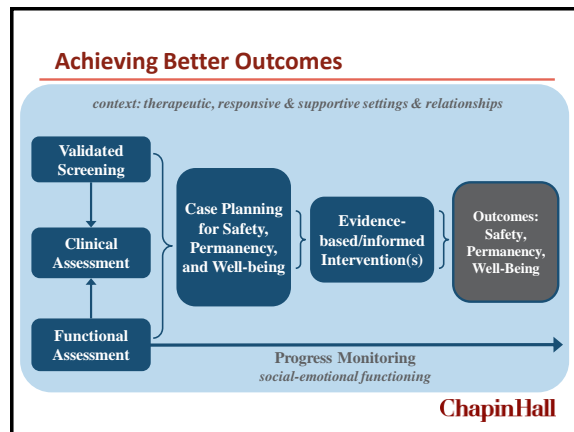 Achieving Better Outcomes
context: therapeutic, responsive & supportive settings & relationships
Validated
Screening
Clinical
Assessment
Functional
Assessment
Case Planning
for Safety,
Permanency,
and Well-being
Evidence-
based/informed
Intervention(s)
Outcomes:
Safety,
Permanency,
Well-Being
Progress Monitoring
social-emotional functioning
ChapinHall